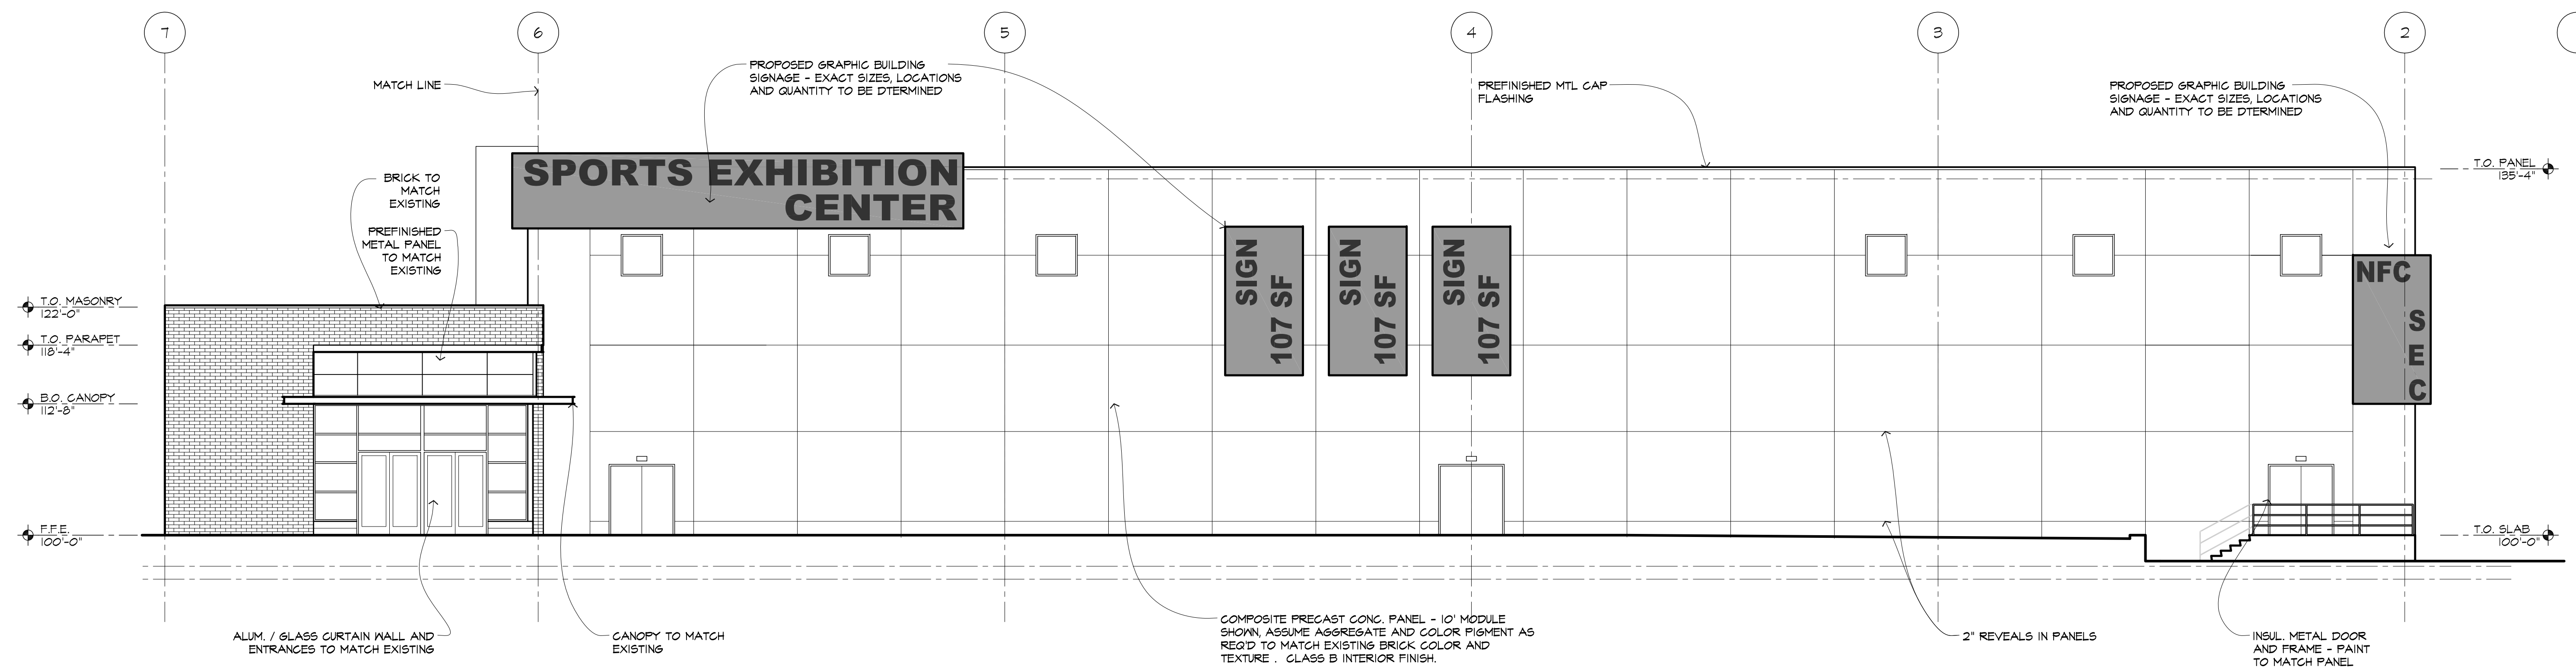 7
6
5
4
3
2
MATCH LINE
PROPOSED GRAPHIC BUILDING
SIGNAGE - EXACT SIZES, LOCATIONS
AND QUANTITY TO BE DTERMINED
PREFINISHED MTL CAP
FLASHING
PROPOSED GRAPHIC BUILDING
SIGNAGE - EXACT SIZES, LOCATIONS
AND QUANTITY TO BE DTERMINED
BRICK TO
MATCH
EXISTING
PREFINISHED
METAL PANEL
TO MATCH
EXISTING
SPORTS EXHIBITION
CENTER
T.O. PANEL
135'-4"
SIGN
107 SF
SIGN
107 SF
SIGN
107 SF
NFC
S
E
C
T.O. MASONRY
122'-0"
T.O. PARAPET
118'-4"
B.O. CANOPY
112'-8"
F.F.E.
100'-0"
T.O. SLAB
100'-0"
ALUM. / GLASS CURTAIN WALL AND
ENTRANCES TO MATCH EXISTING
CANOPY TO MATCH
EXISTING
COMPOSITE PRECAST CONC. PANEL - 10' MODULE
SHOWN, ASSUME AGGREGATE AND COLOR PIGMENT AS
REQ'D TO MATCH EXISTING BRICK COLOR AND
TEXTURE . CLASS B INTERIOR FINISH.
2" REVEALS IN PANELS
INSUL. METAL DOOR
AND FRAME - PAINT
TO MATCH PANEL